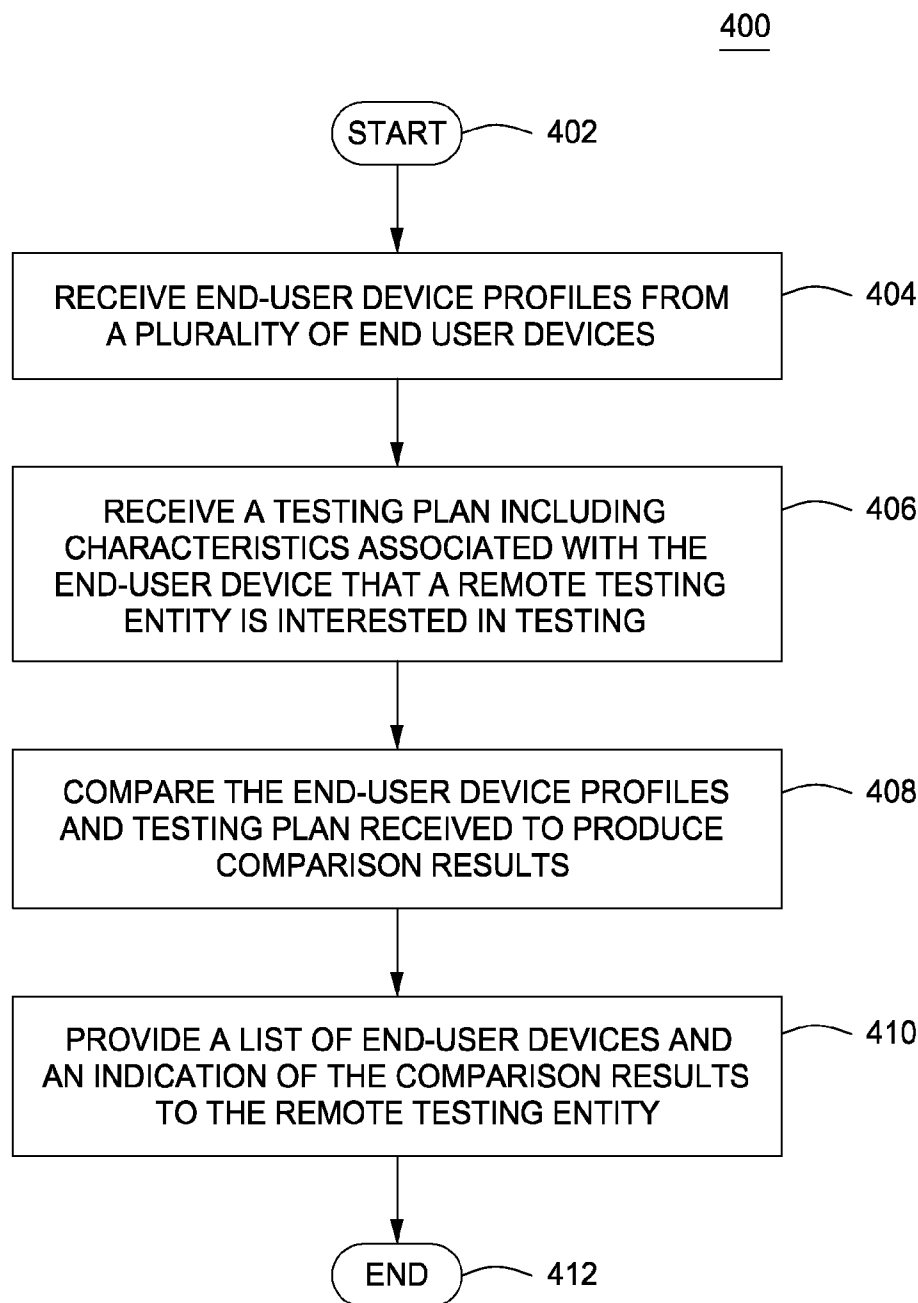 400
START
402
RECEIVE END-USER DEVICE PROFILES FROM
A PLURALITY OF END USER DEVICES
404
RECEIVE A TESTING PLAN INCLUDING
CHARACTERISTICS ASSOCIATED WITH THE
END-USER DEVICE THAT A REMOTE TESTING
ENTITY IS INTERESTED IN TESTING
406
COMPARE THE END-USER DEVICE PROFILES
AND TESTING PLAN RECEIVED TO PRODUCE
COMPARISON RESULTS
408
PROVIDE A LIST OF END-USER DEVICES AND
AN INDICATION OF THE COMPARISON RESULTS
TO THE REMOTE TESTING ENTITY
410
END
412